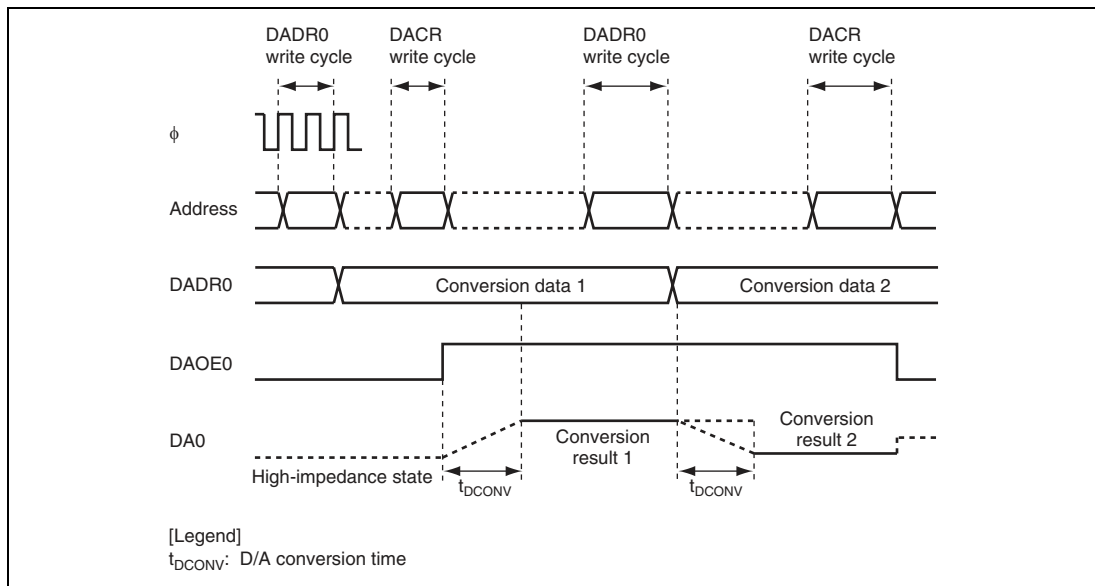 DADR0
write cycle
DACR
write cycle
DADR0
write cycle
DACR
write cycle
ϕ
Address
DADR0
Conversion data 1
Conversion data 2
DAOE0
DA0
High-impedance state
Conversion
result 1
Conversion
result 2
tDCONV
tDCONV
[Legend]
tDCONV: D/A conversion time